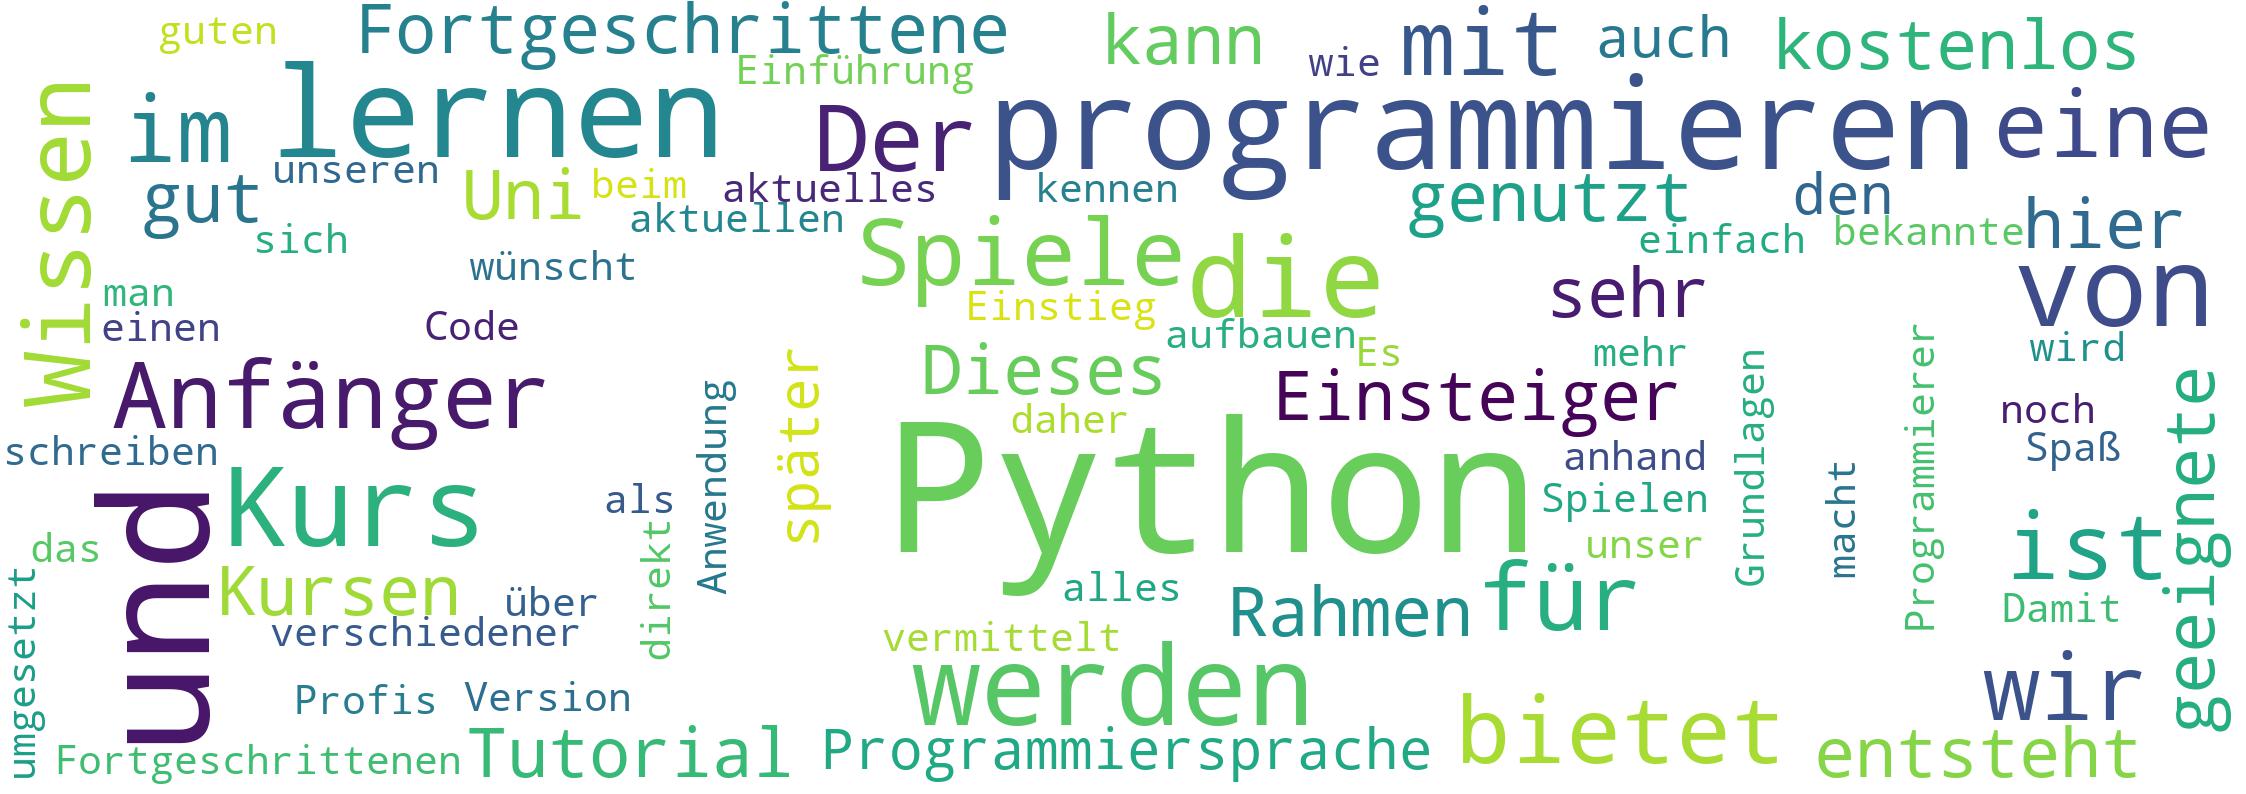 guten
Fortgeschrittene
kann
wie
mit
auch
kostenlos
Einführung
Wissen
im
lernen
Der
programmieren
eine
unseren
gut
Uni
beim
aktuelles
kennen
genutzt
den
hier
aktuellen
sich
Spiele
die
einfach
bekannte
wünscht
von
man
Einstieg
sehr
einen
Code
aufbauen
Es
mehr
wird
Anfänger
später
Dieses
Einsteiger
Grundlagen
Programmierer
geeignete
Anwendung
daher
noch
schreiben
Python
anhand
Spaß
und
Kurs
als
Spielen
macht
das
direkt
unser
ist
umgesetzt
Kursen
über
alles
Rahmen
für
Damit
verschiedener
vermittelt
werden
wir
Profis
Version
bietet
Fortgeschrittenen
Tutorial
Programmiersprache
entsteht